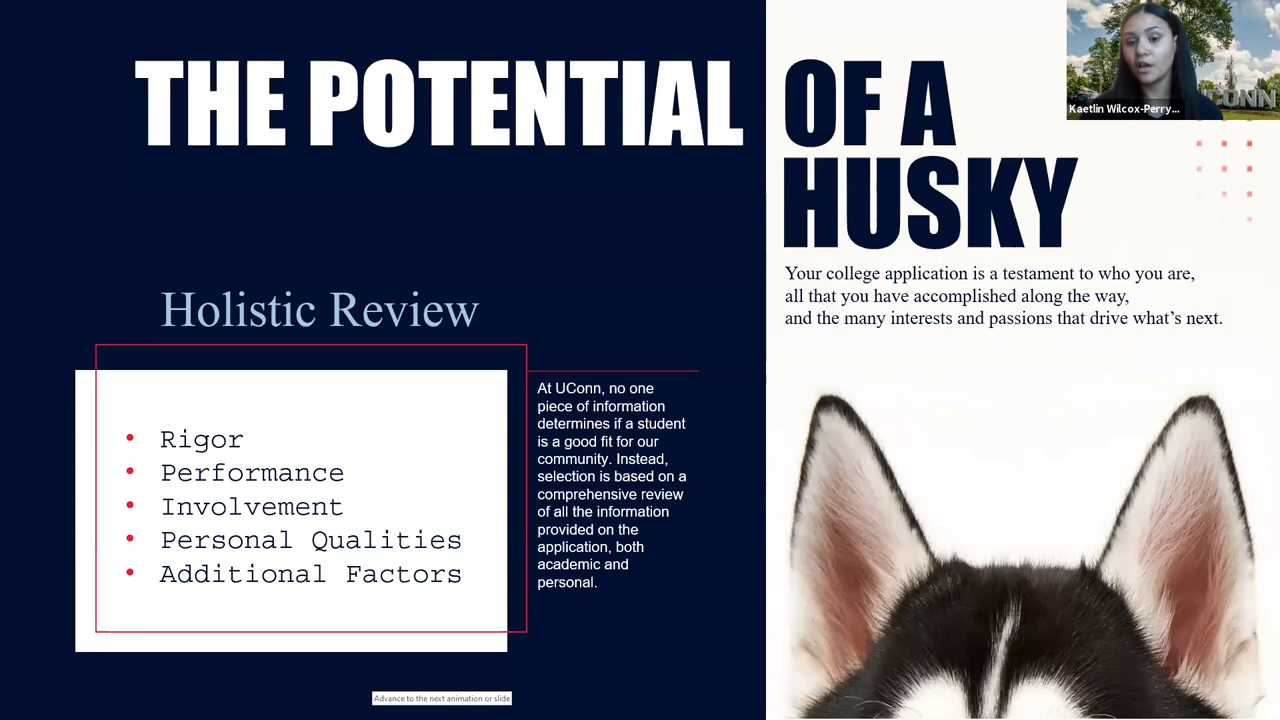 THE POTENTIAL
OF A
HUSKY
Kaetlin Wilcox-Perry...
Your college application is a testament to who you are,
all that you have accomplished along the way,
and the many interests and passions that drive what’s next.
Holistic Review
• Rigor
• Performance
• Involvement
• Personal Qualities
• Additional Factors
At UConn, no one
piece of information
determines if a student
is a good fit for our
community. Instead,
selection is based on a
comprehensive review
of all the information
provided on the
application, both
academic and
personal.
Advance to the next animation or slide